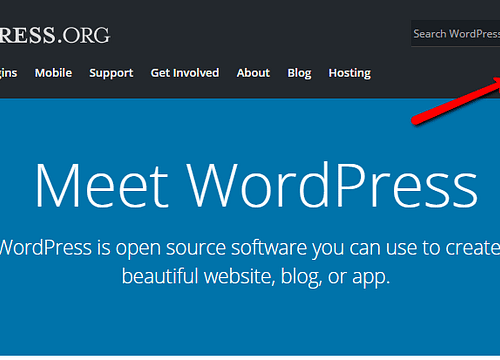 RESS.ORG
Search WordPress
gins Mobile Support Get Involved About Blog Hosting
Meet WordPress
WordPress is open source software you can use to create
beautiful website, blog, or app.